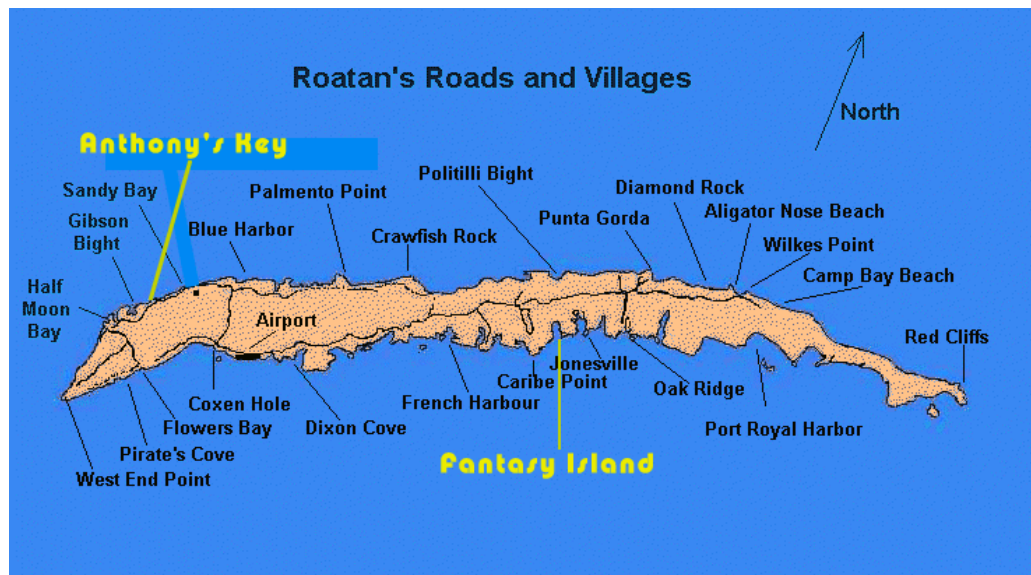 Roatan's Roads and Villages
North
Anthony's Key
Sandy Bay
Palmento Point
Politilli Bight
Diamond Rock
Gibson
Bight
Blue Harbor
Crawfish Rock
Punta Gorda
Aligator Nose Beach
Wilkes Point
Camp Bay Beach
Half
Moon
Bay
Airport
Red Cliffs
Jonesville
Caribe Point
Oak Ridge
Coxen Hole
French Harbour
Flowers Bay
Dixon Cove
Port Royal Harbor
Pirate's Cove
Fantasy Island
West End Point